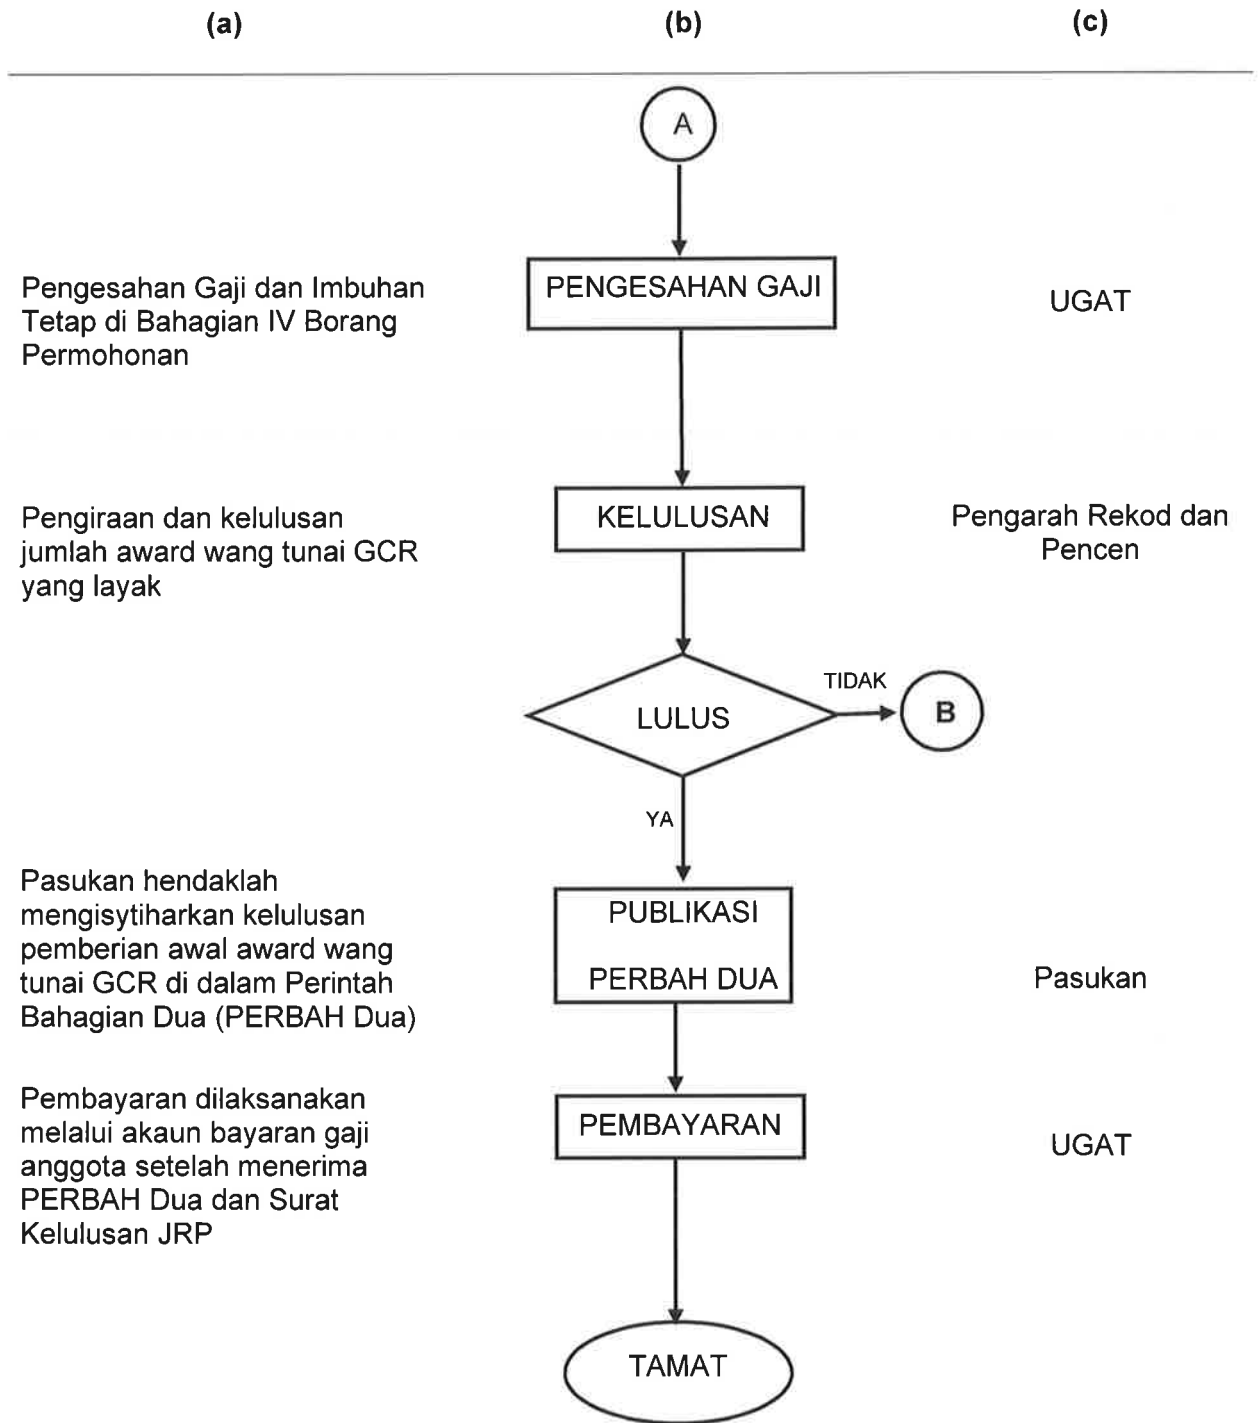 (a) (b) (c)
A
Pengesahan Gaji dan Imbuhan
Tetap di Bahagian IV Borang
Permohonan
PENGESAHAN GAJI
UGAT
Pengiraan dan kelulusan
jumlah award wang tunai GCR
yang layak
KELULUSAN
Pengarah Rekod dan
Pencen
LULUS
TIDAK
B
YA
Pasukan hendaklah
mengisytiharkan kelulusan
pemberian awal award wang
tunai GCR di dalam Perintah
Bahagian Dua (PERBAH Dua)
PUBLIKASI
PERBAH DUA
Pasukan
Pembayaran dilaksanakan
melalui akaun bayaran gaji
anggota setelah menerima
PERBAH Dua dan Surat
Kelulusan JRP
PEMBAYARAN
UGAT
TAMAT